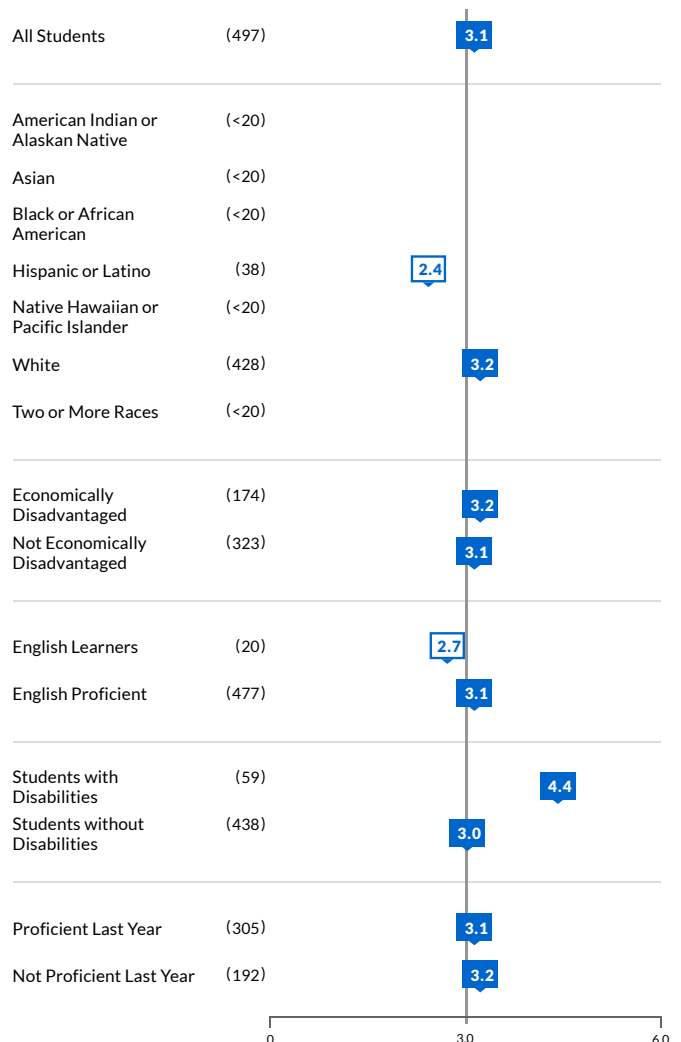 All Students (497) 3.1
American Indian or (<20)
Alaskan Native
Asian (<20)
Black or African (<20)
American
Hispanic or Latino (38) 2.4
Native Hawaiian or (<20)
Pacific Islander
White (428) 3.2
Two or More Races (<20)
Economically (174) 3.2
Disadvantaged
Not Economically (323) 3.1
Disadvantaged
English Learners (20) 2.7
English Proficient (477) 3.1
Students with (59) 4.4
Disabilities
Students without (438) 3.0
Disabilities
Proficient Last Year (305) 3.1
Not Proficient Last Year (192) 3.2
0 3.0 6.0